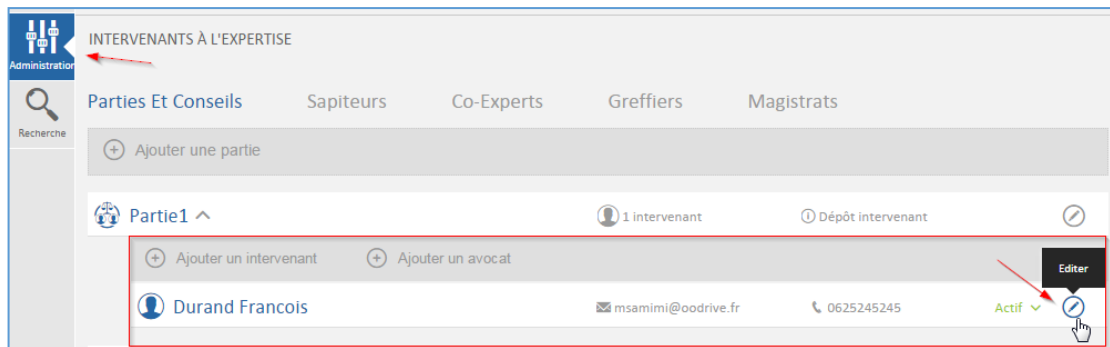 Administration
INTERVENANTS À L'EXPERTISE
Recherche
Parties Et Conseils Sapiteurs Co-Experts Greffiers Magistrats
Ajouter une partie
Partie1 1 intervenant Dépôt intervenant
Ajouter un intervenant Ajouter un avocat
Editer
Durand Francois msamimi@oodrive.fr 0625245245 Actif